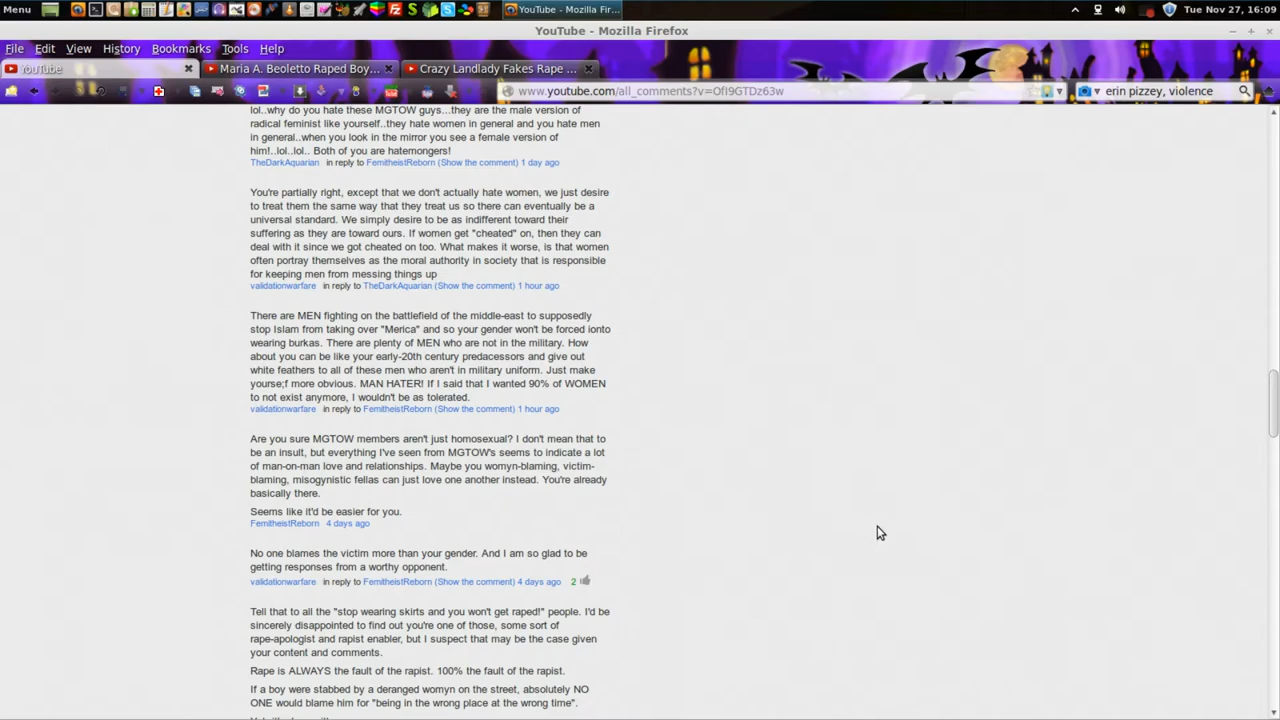 Menu
YouTube - Mozilla Fir...
Tue Nov 27, 16:09
YouTube - Mozilla Firefox
File Edit View History Bookmarks Tools Help
YouTube
Maria A. Beoletto Raped Boy...
Crazy Landlady Fakes Rape ...
www.youtube.com/all_comments?v=OfI9GTDz63w
erin pizzey, violence
lol..why do you hate these MGTOW guys...they are the male version of
radical feminist like yourself..they hate women in general and you hate men
in general..when you look in the mirror you see a female version of
him!..lol..lol.. Both of you are hatemongers!
TheDarkAquarian in reply to FemitheistReborn (Show the comment) 1 day ago
You're partially right, except that we don't actually hate women, we just desire
to treat them the same way that they treat us so there can eventually be a
universal standard. We simply desire to be as indifferent toward their
suffering as they are toward ours. If women get "cheated" on, then they can
deal with it since we got cheated on too. What makes it worse, is that women
often portray themselves as the moral authority in society that is responsible
for keeping men from messing things up
validationwarfare in reply to TheDarkAquarian (Show the comment) 1 hour ago
There are MEN fighting on the battlefield of the middle-east to supposedly
stop Islam from taking over "Merica" and so your gender won't be forced ionto
wearing burkas. There are plenty of MEN who are not in the military. How
about you can be like your early-20th century predacessors and give out
white feathers to all of these men who aren't in military uniform. Just make
yourse;f more obvious. MAN HATER! If I said that I wanted 90% of WOMEN
to not exist anymore, I wouldn't be as tolerated.
validationwarfare in reply to FemitheistReborn (Show the comment) 1 hour ago
Are you sure MGTOW members aren't just homosexual? I don't mean that to
be an insult, but everything I've seen from MGTOW's seems to indicate a lot
of man-on-man love and relationships. Maybe you womyn-blaming, victim-
blaming, misogynistic fellas can just love one another instead. You're already
basically there.
Seems like it'd be easier for you.
FemitheistReborn 4 days ago
No one blames the victim more than your gender. And I am so glad to be
getting responses from a worthy opponent.
validationwarfare in reply to FemitheistReborn (Show the comment) 4 days ago 2
Tell that to all the "stop wearing skirts and you won't get raped!" people. I'd be
sincerely disappointed to find out you're one of those, some sort of
rape-apologist and rapist enabler, but I suspect that may be the case given
your content and comments.
Rape is ALWAYS the fault of the rapist. 100% the fault of the rapist.
If a boy were stabbed by a deranged womyn on the street, absolutely NO
ONE would blame him for "being in the wrong place at the wrong time".